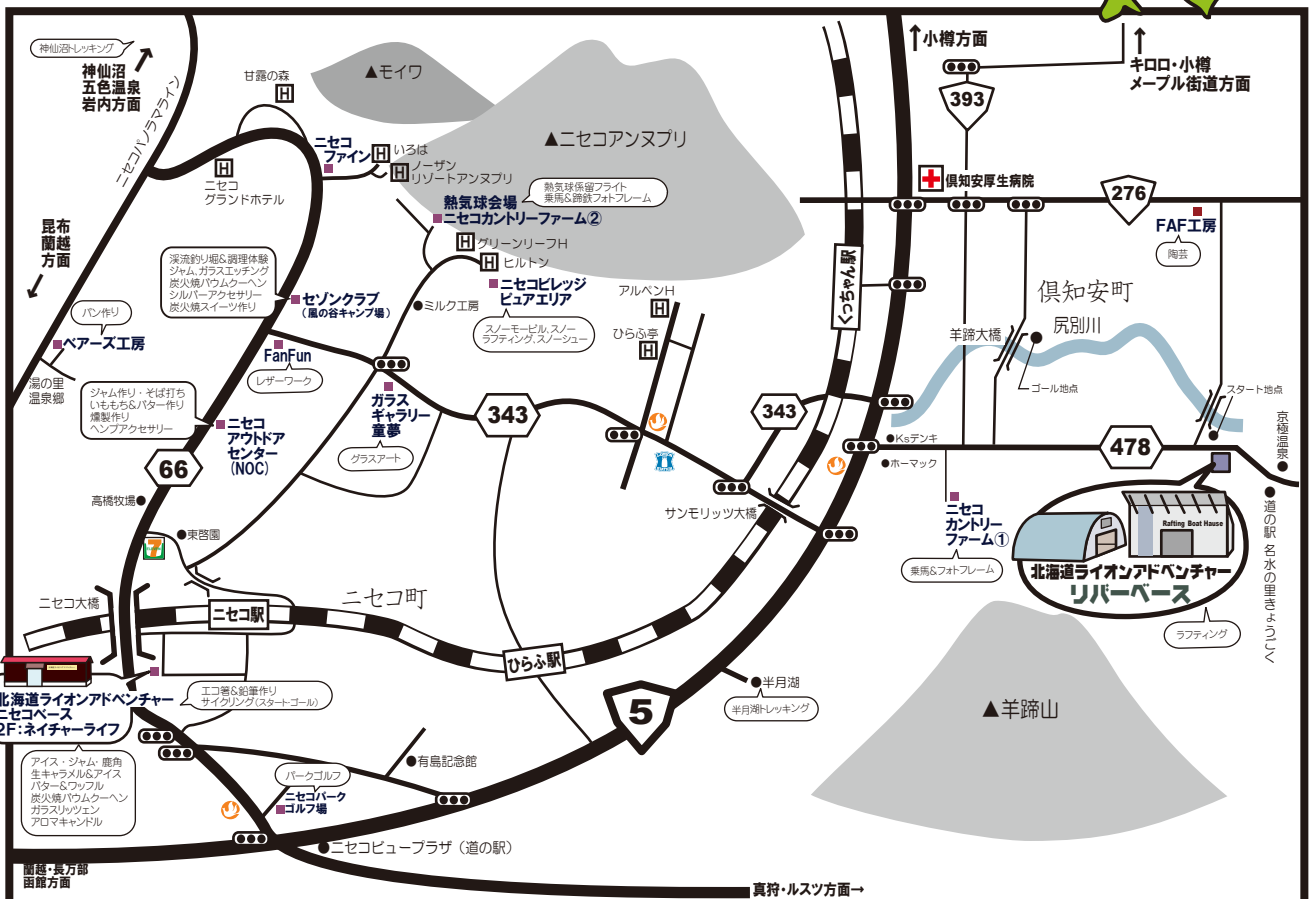 神仙沼トレッキング
神仙沼
五色温泉
岩内方面
ニセコパノラマライン
甘露の森
H
▲モイワ
▲ニセコアンヌプリ
↑小樽方面
キロロ・小樽
メープル街道方面
393
ニセコ
ファイン
H いろは
H ノーザン
リゾートアンヌプリ
H
ニセコ
グランドホテル
熱気球会場
ニセコカントリーファーム②
熱気球係留フライト
乗馬&蹄鉄フォトフレーム
倶知安厚生病院
276
FAF工房
陶芸
昆布
蘭越
方面
渓流釣り堀&調理体験
ジャム,ガラスエッチング
炭火焼バウムクーヘン
シルバーアクセサリー
炭火焼スイーツ作り
H グリーンリーフH
H ヒルトン
くっちゃん駅
セゾンクラブ
(風の谷キャンプ場)
●ミルク工房
ニセコビレッジ
ピュアエリア
スノーモービル,スノー
ラフティング,スノーシュー
アルペンH
H
ひらふ亭
H
倶知安町
尻別川
羊蹄大橋
ゴール地点
スタート地点
パン作り
ベアーズ工房
湯の里
温泉郷
FanFun
レザーワーク
ジャム作り・そば打ち
いももち&バター作り
燻製作り
ヘンプアクセサリー
ニセコ
アウトドア
センター
(NOC)
ガラス
ギャラリー
童夢
グラスアート
343
343
●Ksデンキ
●ホーマック
478
京極温泉
道の駅 名水の里きょうごく
66
高橋牧場●
●東啓園
7
サンモリッツ大橋
ニセコ
カントリー
ファーム①
乗馬&フォトフレーム
Rafting Boat Hause
北海道ライオンアドベンチャー
リバーベース
ラフティング
ニセコ大橋
ニセコ駅
ニセコ町
ひらふ駅
●半月湖
半月湖トレッキング
▲羊蹄山
5
北海道ライオンアドベンチャー
ニセコベース
2F:ネイチャーライフ
エコ箸&鉛筆作り
サイクリング(スタート・ゴール)
アイス・ジャム・鹿角
生キャラメル&アイス
バター&ワッフル
炭火焼バウムクーヘン
ガラスリッツェン
アロマキャンドル
●有島記念館
パークゴルフ
ニセコパーク
ゴルフ場
●ニセコビュープラザ(道の駅)
蘭越・長万部
函館方面
真狩・ルスツ方面→